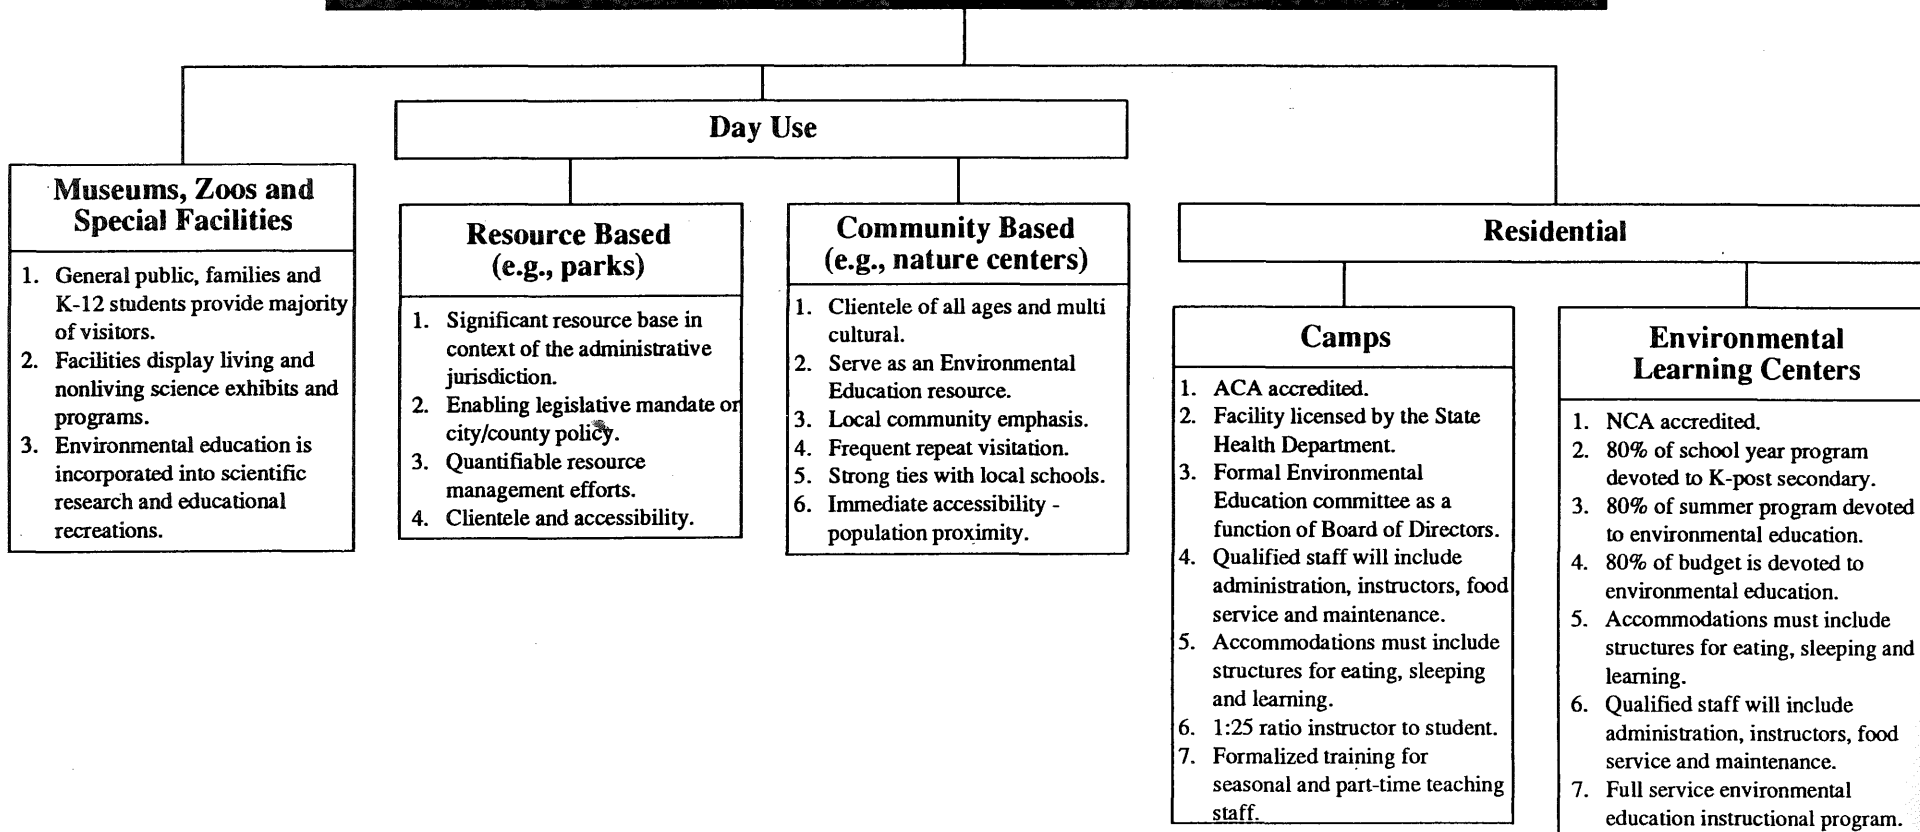 Day Use
Museums, Zoos and
Special Facilities
1. General public, families and
K-12 students provide majority
of visitors.
2. Facilities display living and
nonliving science exhibits and
programs.
3. Environmental education is
incorporated into scientific
research and educational
recreations.
Resource Based
(e.g., parks)
1. Significant resource base in
context of the administrative
jurisdiction.
2. Enabling legislative mandate or
city/county policy.
3. Quantifiable resource
management efforts.
4. Clientele and accessibility.
Community Based
(e.g., nature centers)
1. Clientele of all ages and multi
cultural.
2. Serve as an Environmental
Education resource.
3. Local community emphasis.
4. Frequent repeat visitation.
5. Strong ties with local schools.
6. Immediate accessibility -
population proximity.
Residential
Camps
1. ACA accredited.
2. Facility licensed by the State
Health Department.
3. Formal Environmental
Education committee as a
function of Board of Directors.
4. Qualified staff will include
administration, instructors, food
service and maintenance.
5. Accommodations must include
structures for eating, sleeping
and learning.
6. 1:25 ratio instructor to student.
7. Formalized training for
seasonal and part-time teaching
staff.
Environmental
Learning Centers
1. NCA accredited.
2. 80% of school year program
devoted to K-post secondary.
3. 80% of summer program devoted
to environmental education.
4. 80% of budget is devoted to
environmental education.
5. Accommodations must include
structures for eating, sleeping and
learning.
6. Qualified staff will include
administration, instructors, food
service and maintenance.
7. Full service environmental
education instructional program.